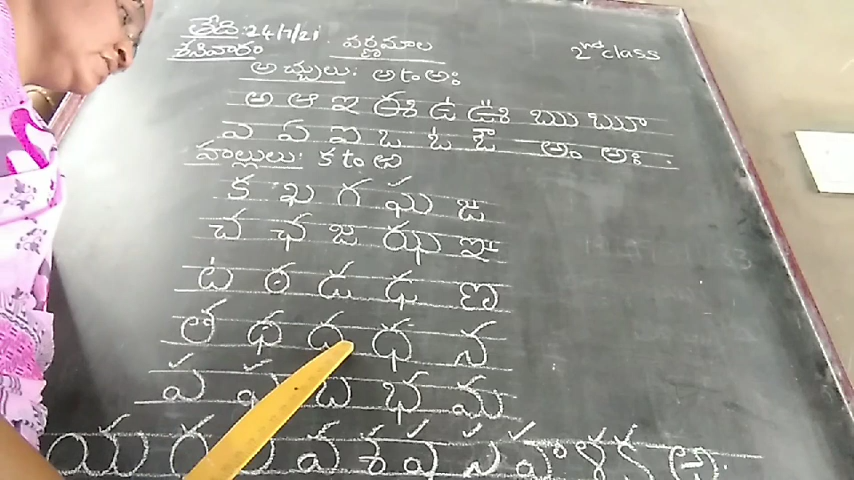 తేది: 24/7/21
శనివారం వర్ణమాల 2nd class
అచ్చులు: అ to అః
అ ఆ ఇ ఈ ఉ ఊ ఋ ౠ
ఎ ఏ ఐ ఒ ఓ ఔ అం అః
హల్లులు: క to ఱ
క ఖ గ ఘ ఙ
చ ఛ జ ఝ ఞ
ట ఠ డ ఢ ణ
త థ ద ధ న
ప ఫ బ భ మ
య ర ల వ శ ష స హ ళ క్ష ఱ